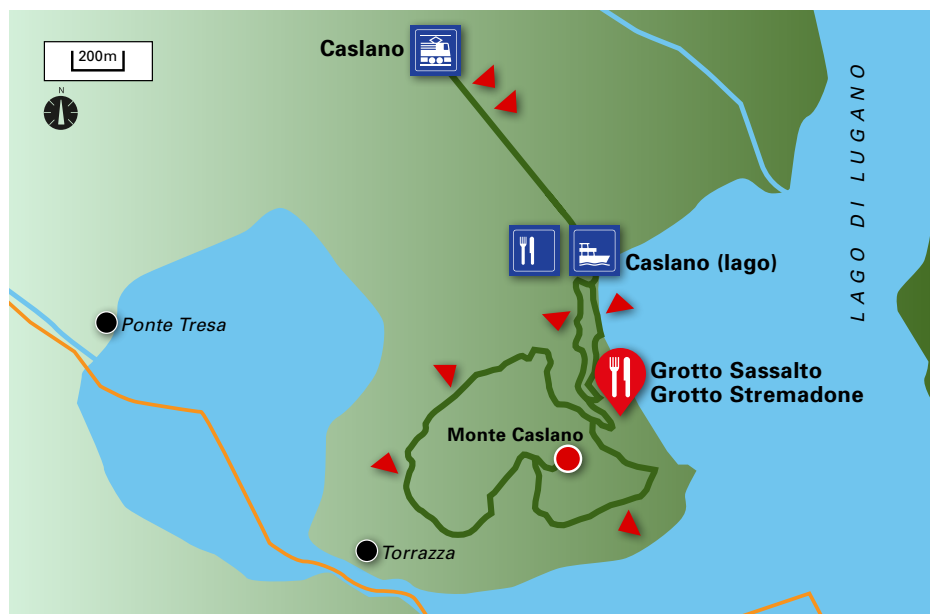 Caslano
200m
N
LAGO DI LUGANO
Caslano (lago)
Ponte Tresa
Grotto Sassalto
Grotto Stremadone
Monte Caslano
Torrazza